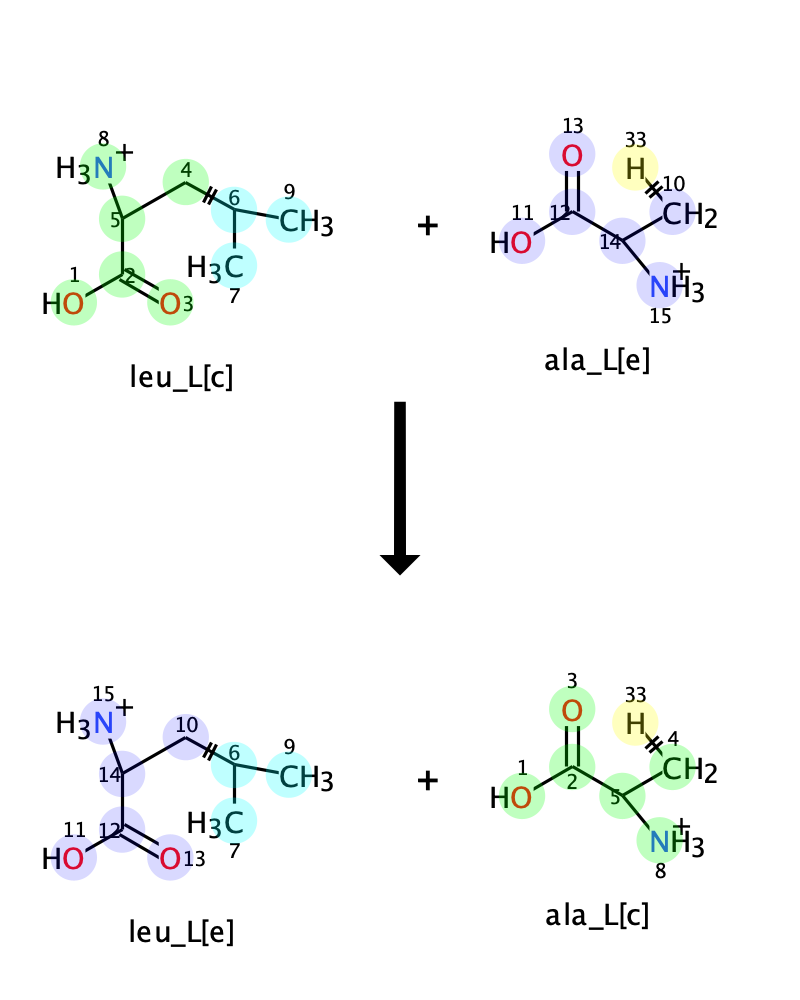 8
H3N+
4
6
9
CH3
5
H3C
7
1
2
HO
O
3
leu_L[c]
+
13
O
33
H
10
11
12
CH2
HO
14
NH3+
15
ala_L[e]
15
H3N+
10
6
9
CH3
14
H3C
7
11
12
HO
O
13
leu_L[e]
+
3
O
33
H
4
1
2
CH2
HO
5
NH3+
8
ala_L[c]